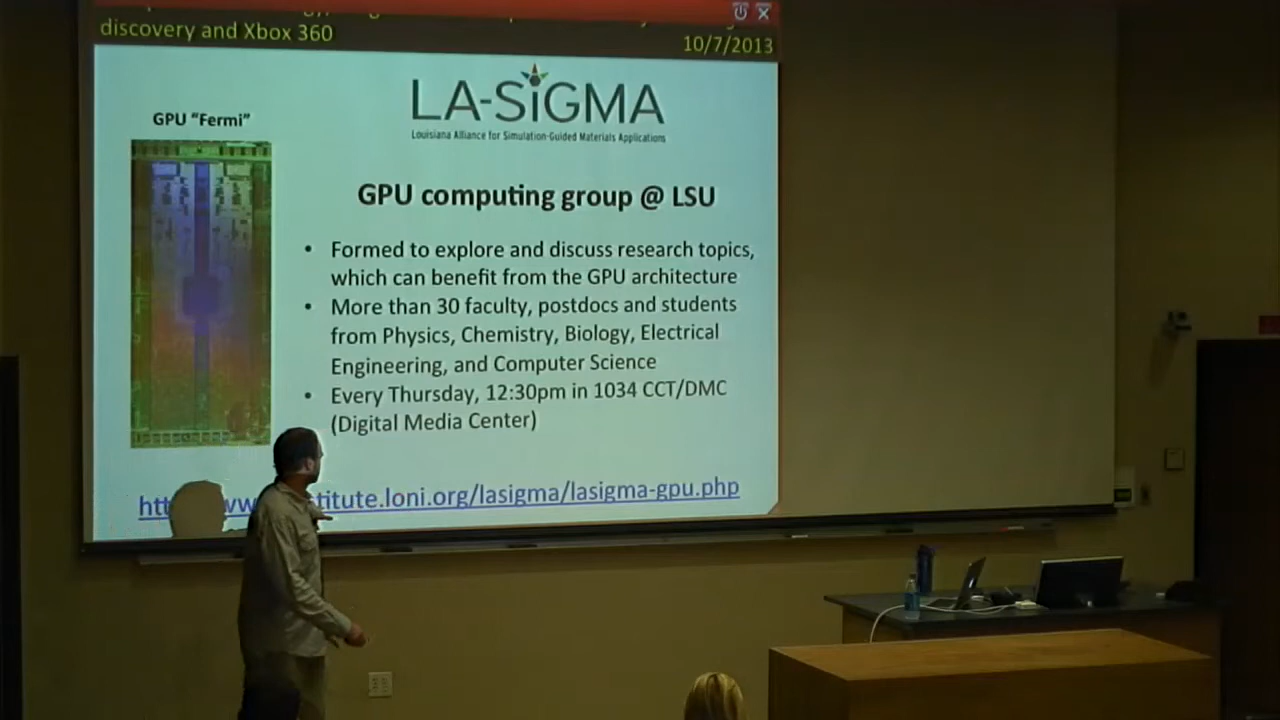 discovery and Xbox 360
10/7/2013
LA-SiGMA
Louisiana Alliance for Simulation-Guided Materials Applications
GPU "Fermi"
GPU computing group @ LSU
• Formed to explore and discuss research topics,
which can benefit from the GPU architecture
• More than 30 faculty, postdocs and students
from Physics, Chemistry, Biology, Electrical
Engineering, and Computer Science
• Every Thursday, 12:30pm in 1034 CCT/DMC
(Digital Media Center)
titute.loni.org/lasigma/lasigma-gpu.php